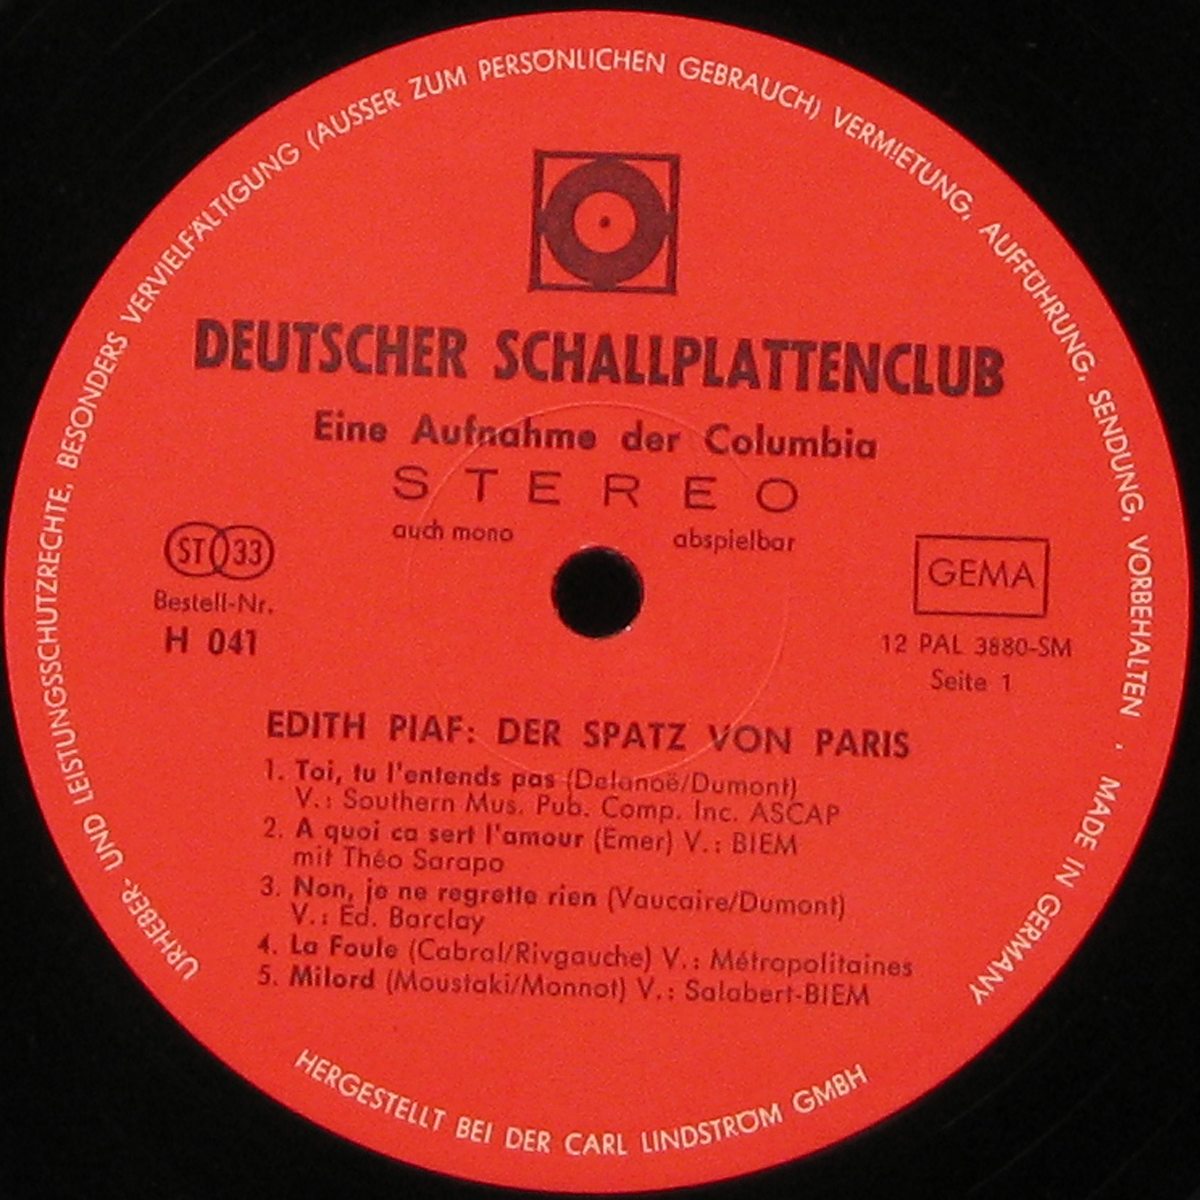 URHEBER- UND LEISTUNGSSCHUTZRECHTE, BESONDERS VERVIELFÄLTIGUNG (AUSSER ZUM PERSÖNLICHEN GEBRAUCH) VERMIETUNG, AUFFÜHRUNG, SENDUNG, VORBEHALTEN · MADE IN GERMANY
DEUTSCHER SCHALLPLATTENCLUB
Eine Aufnahme der Columbia
STEREO
auch mono abspielbar
ST 33
Bestell-Nr.
H 041
GEMA
12 PAL 3880-SM
Seite 1
EDITH PIAF: DER SPATZ VON PARIS
1. Toi, tu l'entends pas (Delanoë/Dumont)
V.: Southern Mus. Pub. Comp. Inc. ASCAP
2. A quoi ca sert l'amour (Emer) V.: BIEM
mit Théo Sarapo
3. Non, je ne regrette rien (Vaucaire/Dumont)
V.: Ed. Barclay
4. La Foule (Cabral/Rivgauche) V.: Métropolitaines
5. Milord (Moustaki/Monnot) V.: Salabert-BIEM
HERGESTELLT BEI DER CARL LINDSTRÖM GMBH